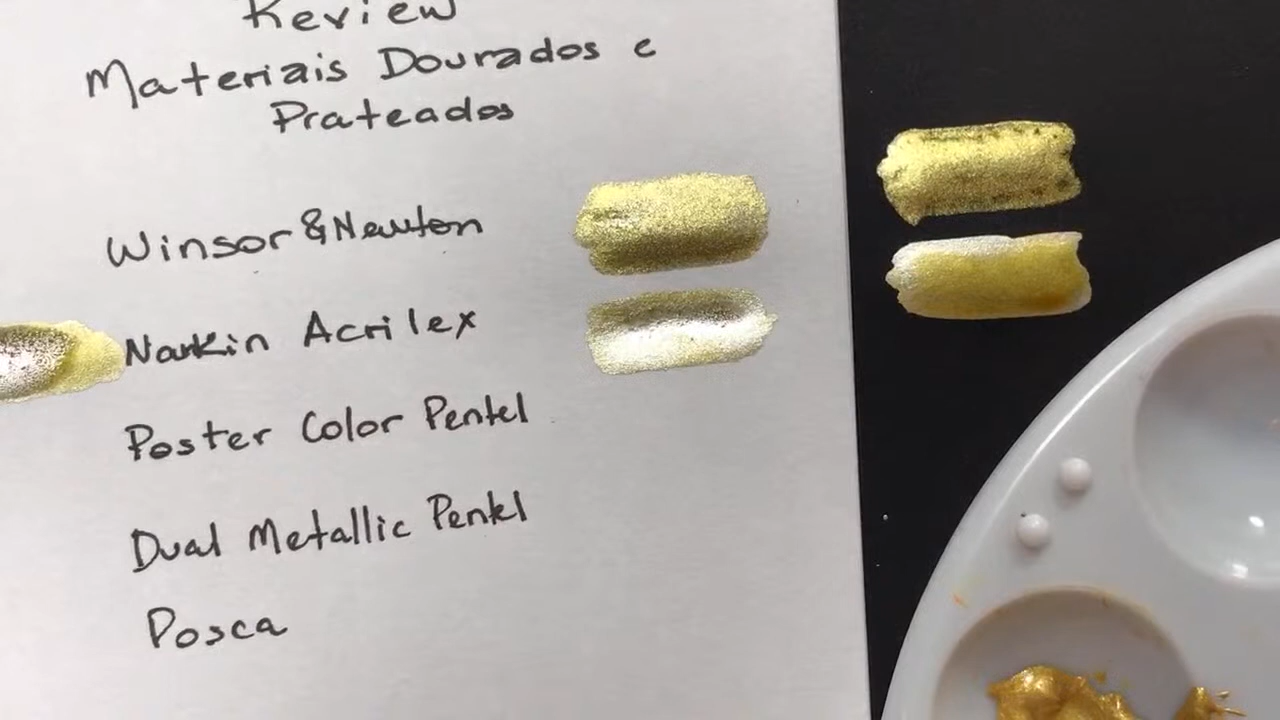 Review
Materiais Dourados e
Prateados
Winsor & Newton
Nankin Acrilex
Poster Color Pentel
Dual Metallic Pentel
Posca